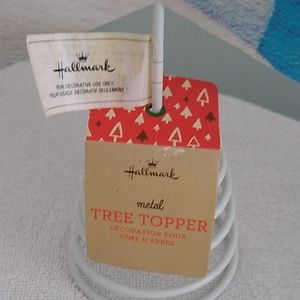 Hallmark
FOR DECORATIVE USE ONLY.
POUR USAGE DÉCORATIF SEULEMENT.
Hallmark
metal
TREE TOPPER
DÉCORATION POUR
CIME D'ARBRE